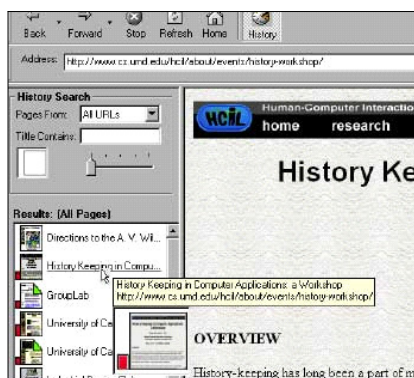 Back Forward Stop Refresh Home History
Address: http://www.cs.umd.edu/hcil/about/events/history-workshop/
History Search
Pages From: All URLs
Title Contains:
HCIL Human-Computer Interactio
home research
History Ke
Results: (All Pages)
Directions to the A. V. Wil...
History Keeping in Compu...
History Keeping in Computer Applications: a Workshop
http://www.cs.umd.edu/hcil/about/events/history-workshop/
GroupLab
University of Ca
University of Ca
OVERVIEW
History-keeping has long been a part of m